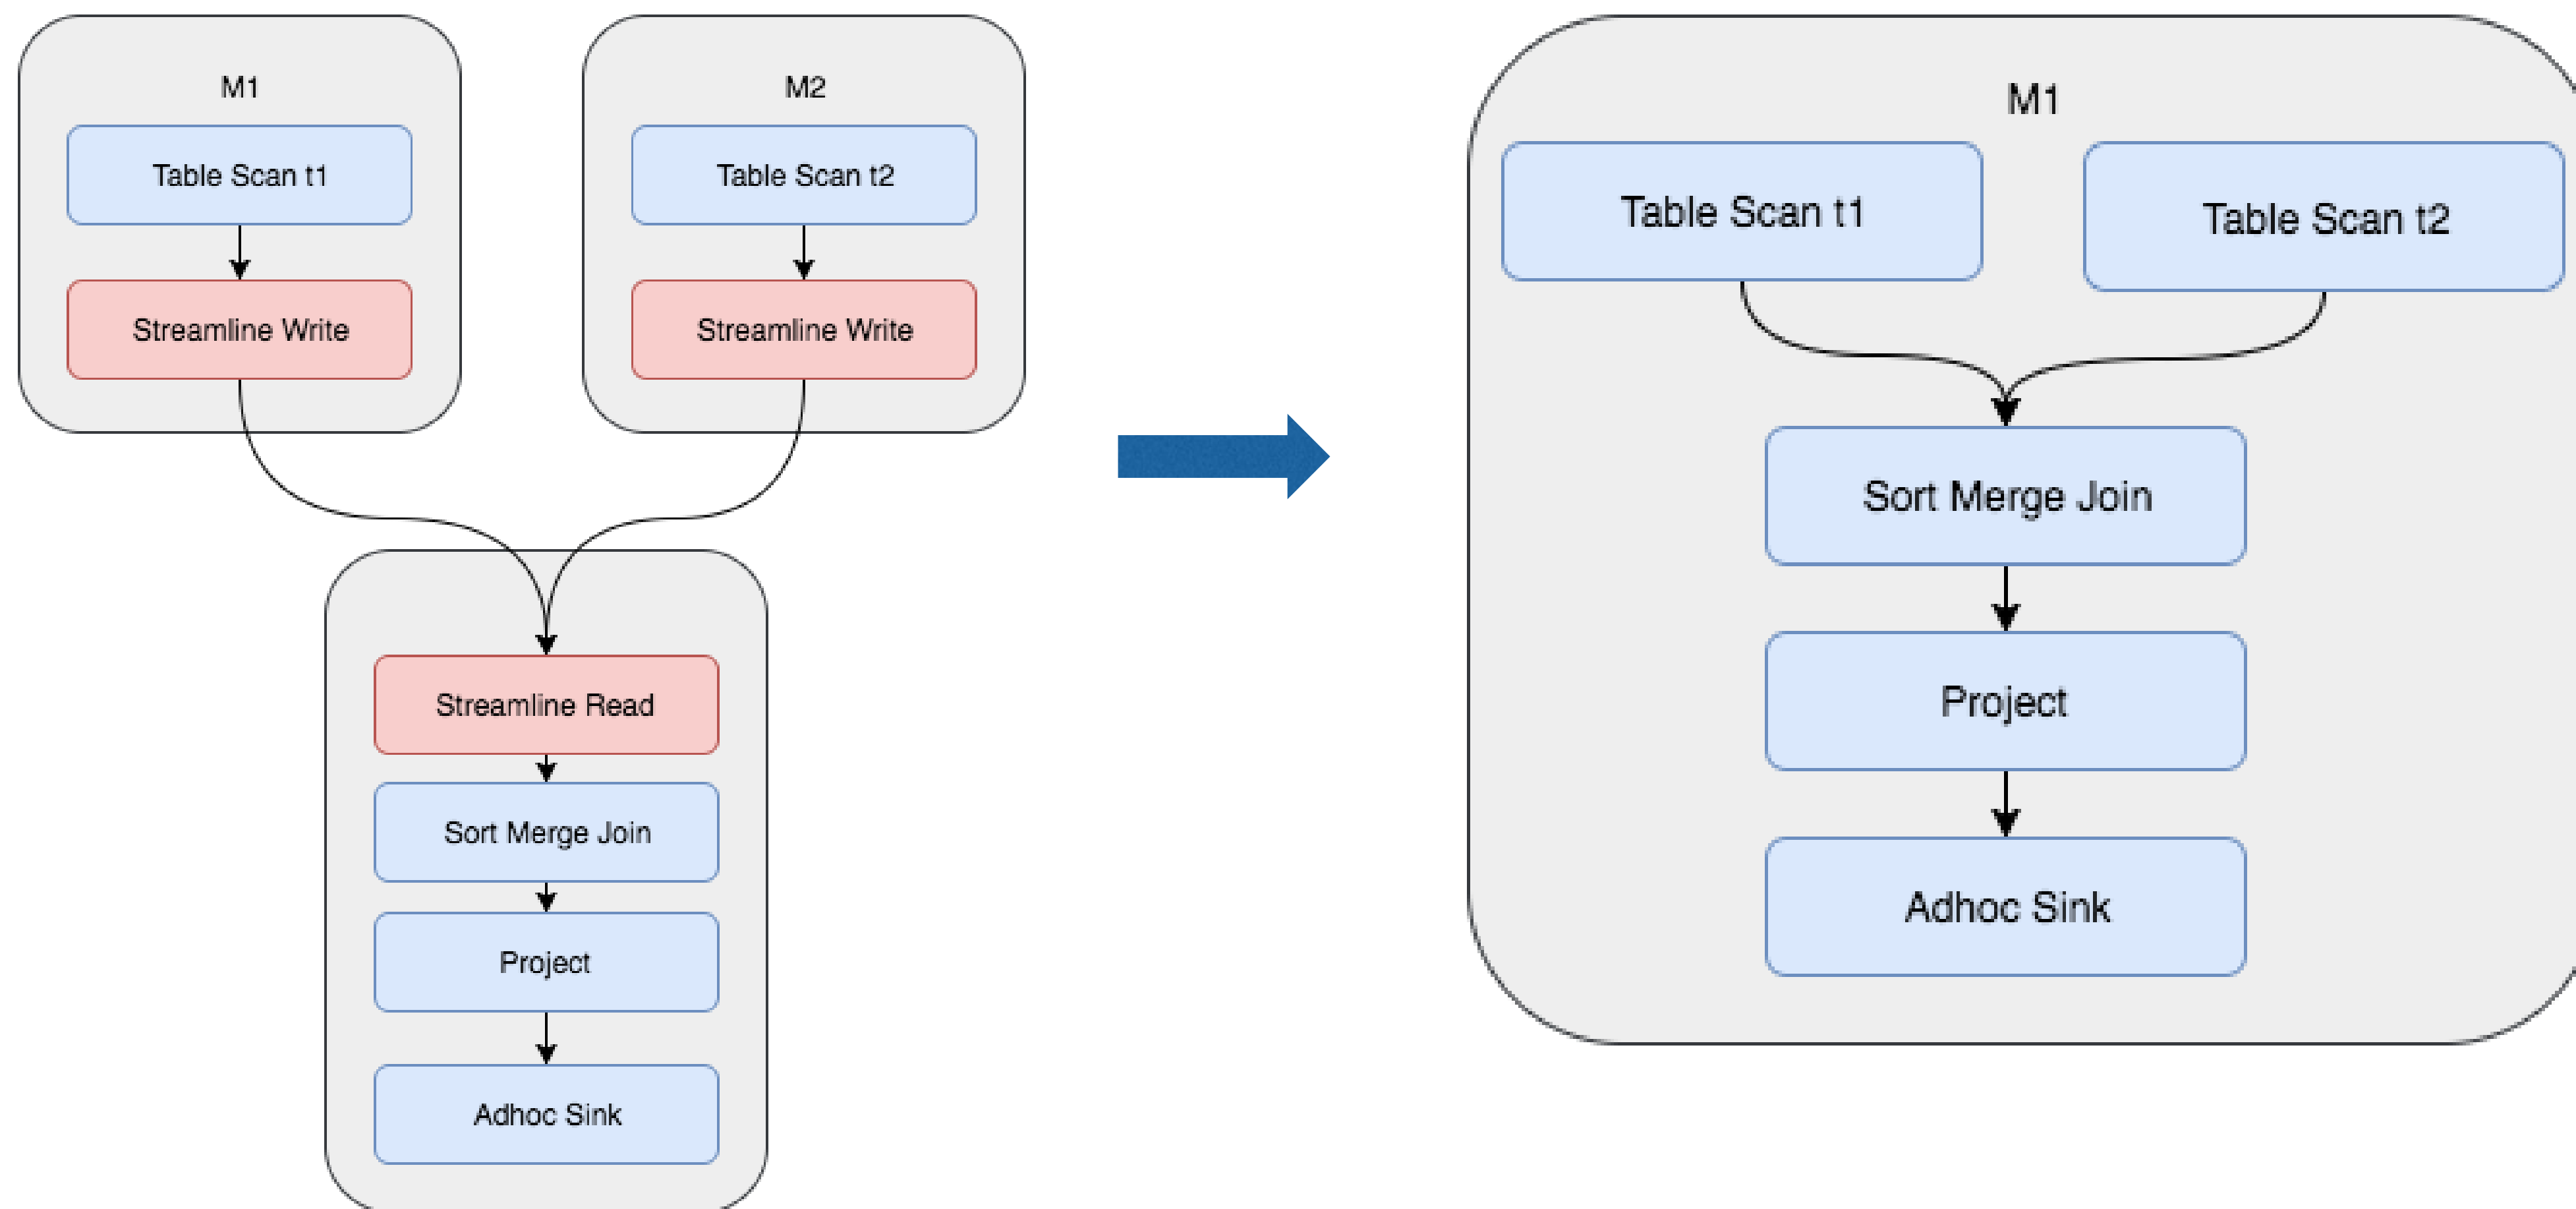 M1
Table Scan t1
Streamline Write
M2
Table Scan t2
Streamline Write
Streamline Read
Sort Merge Join
Project
Adhoc Sink
M1
Table Scan t1
Table Scan t2
Sort Merge Join
Project
Adhoc Sink